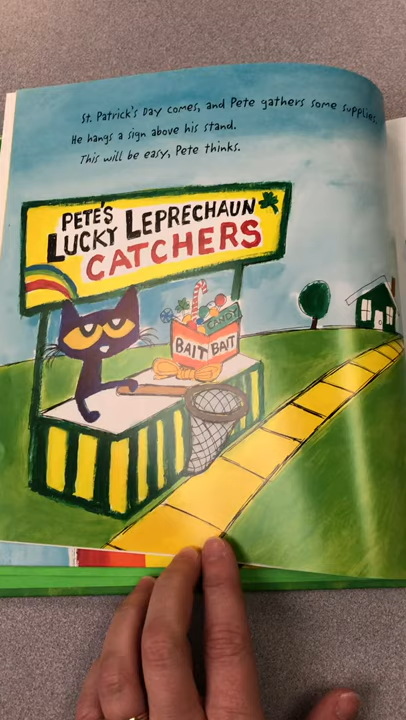 St. Patrick's Day comes, and Pete gathers some supplies.
He hangs a sign above his stand.
This will be easy, Pete thinks.
PETE'S
LUCKY LEPRECHAUN
CATCHERS
CANDY
BAIT BAIT